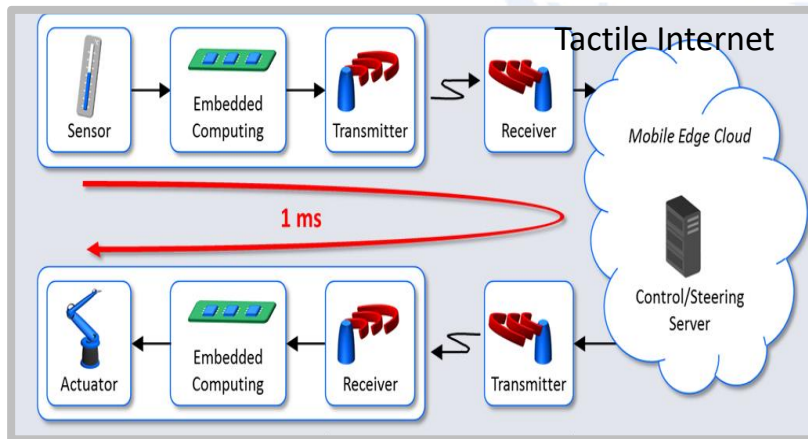 Tactile Internet
Sensor
Embedded
Computing
Transmitter
Receiver
Mobile Edge Cloud
1 ms
Control/Steering
Server
Actuator
Embedded
Computing
Receiver
Transmitter